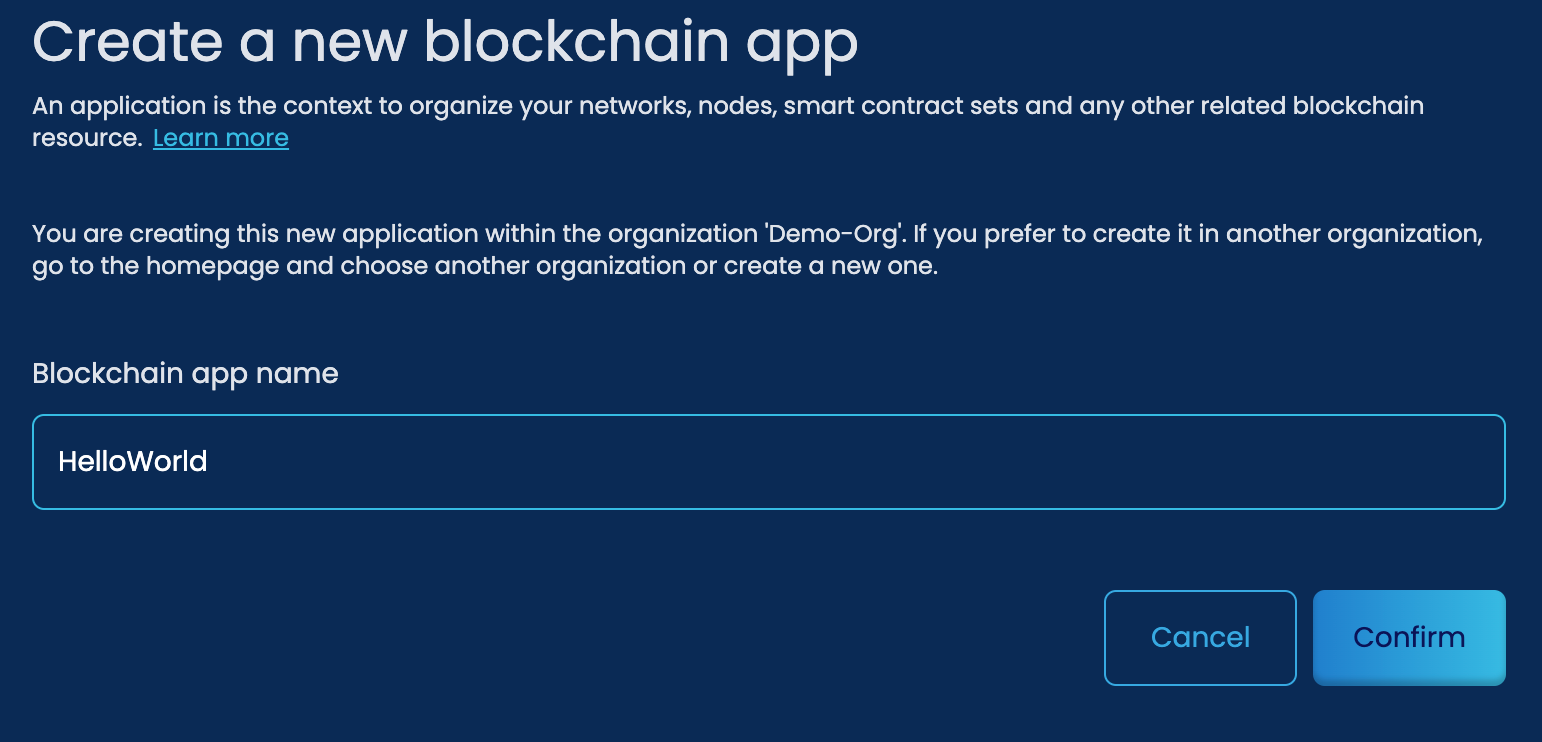 Create a new blockchain app
An application is the context to organize your networks, nodes, smart contract sets and any other related blockchain
resource. Learn more
You are creating this new application within the organization 'Demo-Org'. If you prefer to create it in another organization,
go to the homepage and choose another organization or create a new one.
Blockchain app name
HelloWorld
Cancel
Confirm